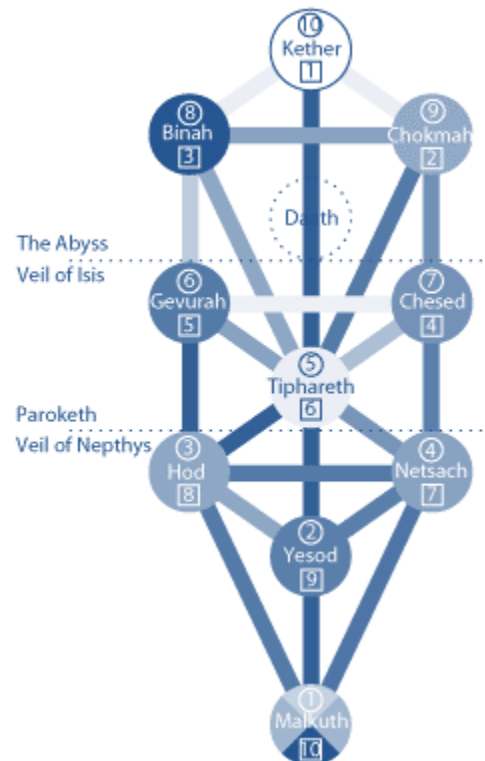 10
Kether
1
8
Binah
3
9
Chokmah
2
Daath
The Abyss
Veil of Isis
6
Gevurah
5
7
Chesed
4
5
Tiphareth
6
Paroketh
Veil of Nepthys
3
Hod
8
4
Netsach
7
2
Yesod
9
1
Malkuth
10